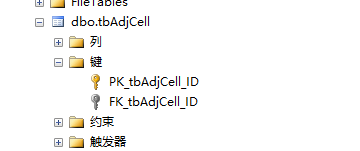 FileTables
dbo.tbAdjCell
列
键
PK_tbAdjCell_ID
FK_tbAdjCell_ID
约束
触发器